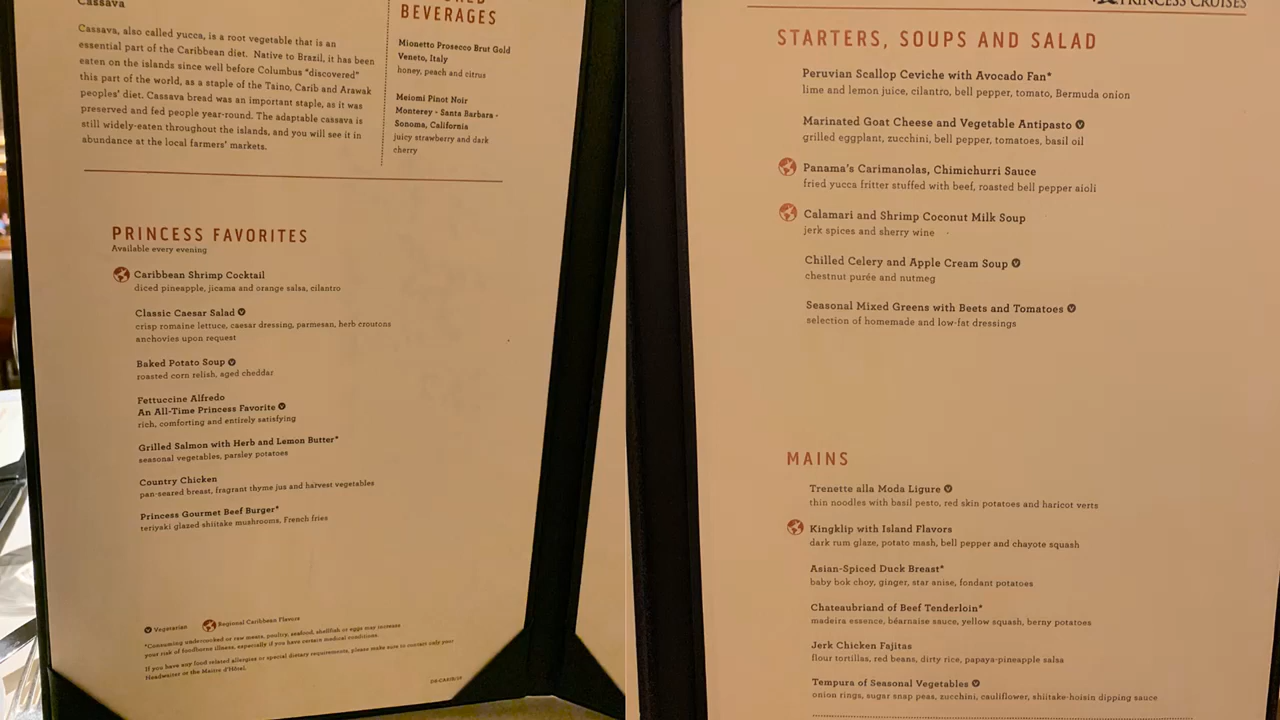 Cassava
Cassava, also called yucca, is a root vegetable that is an
essential part of the Caribbean diet. Native to Brazil, it has been
eaten on the islands since well before Columbus "discovered"
this part of the world, as a staple of the Taino, Carib and Arawak
peoples' diet. Cassava bread was an important staple, as it was
preserved and fed people year-round. The adaptable cassava is
still widely-eaten throughout the islands, and you will see it in
abundance at the local farmers' markets.
BEVERAGES
Mionetto Prosecco Brut Gold
Veneto, Italy
honey, peach and citrus
Meiomi Pinot Noir
Monterey - Santa Barbara -
Sonoma, California
juicy strawberry and dark
cherry
PRINCESS FAVORITES
Available every evening
Caribbean Shrimp Cocktail
diced pineapple, jicama and orange salsa, cilantro
Classic Caesar Salad V
crisp romaine lettuce, caesar dressing, parmesan, herb croutons
anchovies upon request
Baked Potato Soup V
roasted corn relish, aged cheddar
Fettuccine Alfredo
An All-Time Princess Favorite V
rich, comforting and entirely satisfying
Grilled Salmon with Herb and Lemon Butter*
seasonal vegetables, parsley potatoes
Country Chicken
pan-seared breast, fragrant thyme jus and harvest vegetables
Princess Gourmet Beef Burger*
teriyaki glazed shiitake mushrooms, French fries
V Vegetarian Regional Caribbean Flavors
*Consuming undercooked or raw meats, poultry, seafood, shellfish or eggs may increase
your risk of foodborne illness, especially if you have certain medical conditions.
If you have any food related allergies or special dietary requirements, please make sure to contact only your
Headwaiter or the Maitre d'Hôtel.
PRINCESS CRUISES
STARTERS, SOUPS AND SALAD
Peruvian Scallop Ceviche with Avocado Fan*
lime and lemon juice, cilantro, bell pepper, tomato, Bermuda onion
Marinated Goat Cheese and Vegetable Antipasto V
grilled eggplant, zucchini, bell pepper, tomatoes, basil oil
Panama's Carimanolas, Chimichurri Sauce
fried yucca fritter stuffed with beef, roasted bell pepper aioli
Calamari and Shrimp Coconut Milk Soup
jerk spices and sherry wine
Chilled Celery and Apple Cream Soup V
chestnut purée and nutmeg
Seasonal Mixed Greens with Beets and Tomatoes V
selection of homemade and low-fat dressings
MAINS
Trenette alla Moda Ligure V
thin noodles with basil pesto, red skin potatoes and haricot verts
Kingklip with Island Flavors
dark rum glaze, potato mash, bell pepper and chayote squash
Asian-Spiced Duck Breast*
baby bok choy, ginger, star anise, fondant potatoes
Chateaubriand of Beef Tenderloin*
madeira essence, béarnaise sauce, yellow squash, berny potatoes
Jerk Chicken Fajitas
flour tortillas, red beans, dirty rice, papaya-pineapple salsa
Tempura of Seasonal Vegetables V
onion rings, sugar snap peas, zucchini, cauliflower, shiitake-hoisin dipping sauce